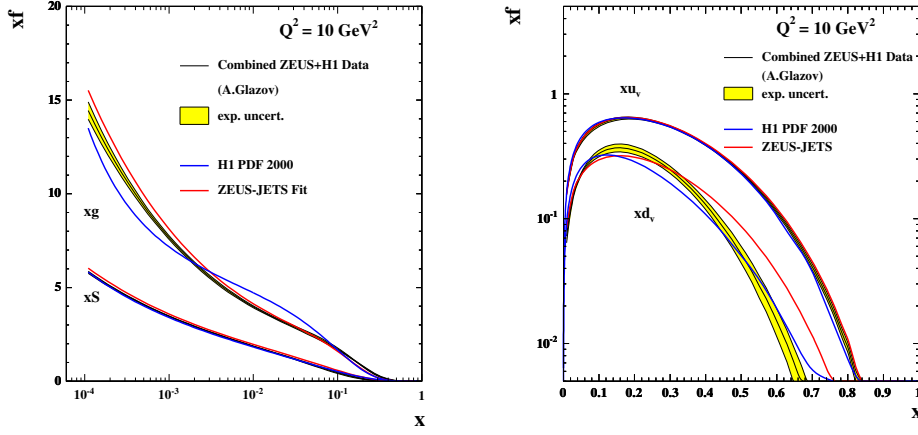 xf
Q² = 10 GeV²
20
15
10
5
0
Combined ZEUS+H1 Data
(A.Glazov)
exp. uncert.
H1 PDF 2000
ZEUS-JETS Fit
xg
xS
10⁻⁴ 10⁻³ 10⁻² 10⁻¹ 1
x
xf
Q² = 10 GeV²
1
10⁻¹
10⁻²
Combined ZEUS+H1 Data
(A.Glazov)
exp. uncert.
H1 PDF 2000
ZEUS-JETS
xuᵥ
xdᵥ
0 0.1 0.2 0.3 0.4 0.5 0.6 0.7 0.8 0.9 1
x